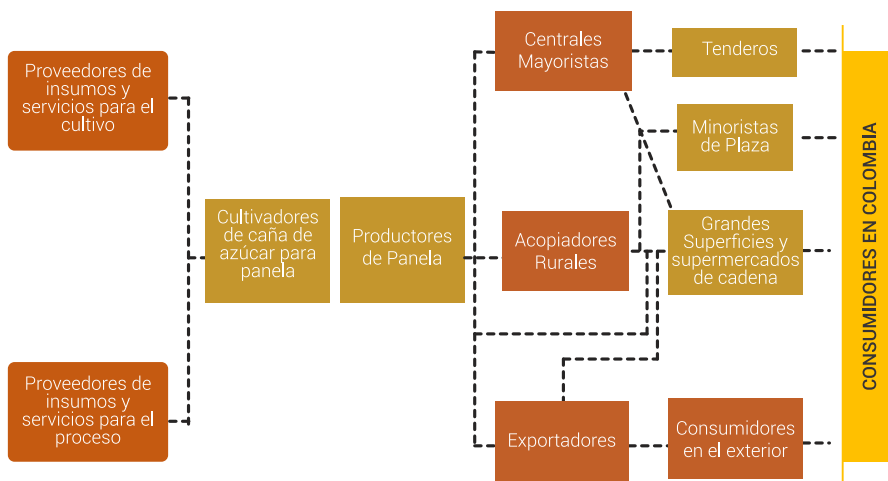 Proveedores de
insumos y
servicios para el
cultivo
Proveedores de
insumos y
servicios para el
proceso
Cultivadores
de caña de
azúcar para
panela
Productores
de Panela
Centrales
Mayoristas
Acopiadores
Rurales
Exportadores
Tenderos
Minoristas
de Plaza
Grandes
Superficies y
supermercados
de cadena
Consumidores
en el exterior
CONSUMIDORES EN COLOMBIA